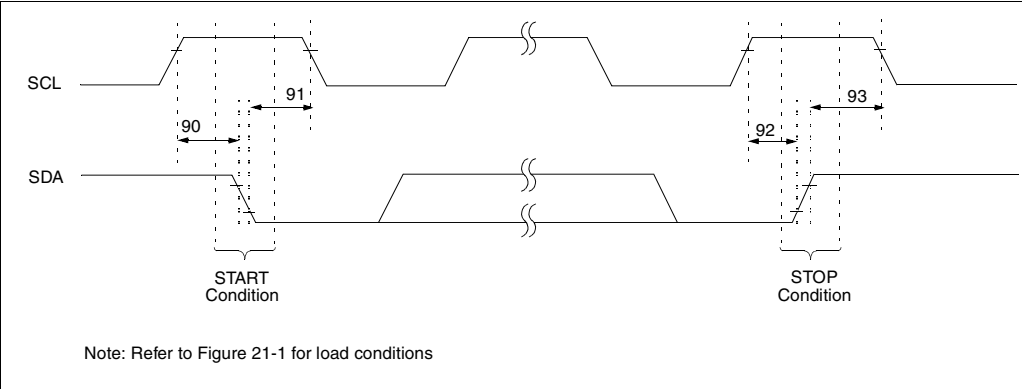 SCL
91
93
90
92
SDA
START
Condition
STOP
Condition
Note: Refer to Figure 21-1 for load conditions